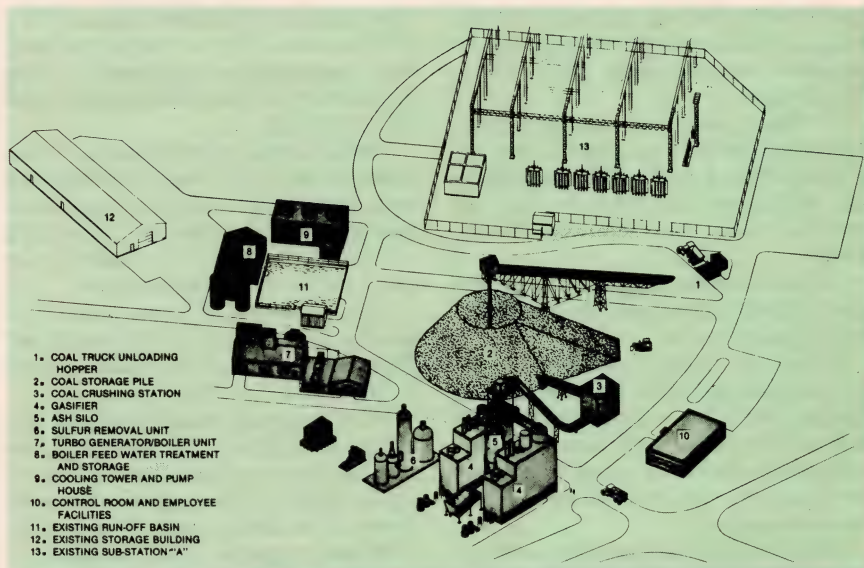 13
12
9
8
11
1
7
2
3
10
5
6
4
4
1. COAL TRUCK UNLOADING
HOPPER
2. COAL STORAGE PILE
3. COAL CRUSHING STATION
4. GASIFIER
5. ASH SILO
6. SULFUR REMOVAL UNIT
7. TURBO GENERATOR/BOILER UNIT
8. BOILER FEED WATER TREATMENT
AND STORAGE
9. COOLING TOWER AND PUMP
HOUSE
10. CONTROL ROOM AND EMPLOYEE
FACILITIES
11. EXISTING RUN-OFF BASIN
12. EXISTING STORAGE BUILDING
13. EXISTING SUB-STATION "A"